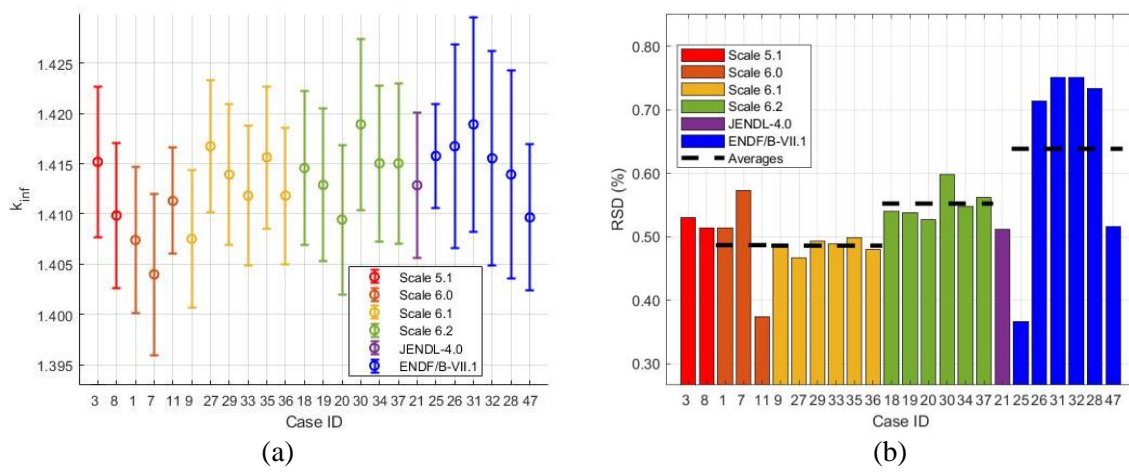 1.425
1.420
1.415
1.410
1.405
1.400
1.395
k_inf
Scale 5.1
Scale 6.0
Scale 6.1
Scale 6.2
JENDL-4.0
ENDF/B-VII.1
3 8 1 7 11 9 27 29 33 35 36 18 19 20 30 34 37 21 25 26 31 32 28 47
Case ID
(a)
0.80
0.70
0.60
0.50
0.40
0.30
RSD (%)
Scale 5.1
Scale 6.0
Scale 6.1
Scale 6.2
JENDL-4.0
ENDF/B-VII.1
Averages
3 8 1 7 11 9 27 29 33 35 36 18 19 20 30 34 37 21 25 26 31 32 28 47
Case ID
(b)